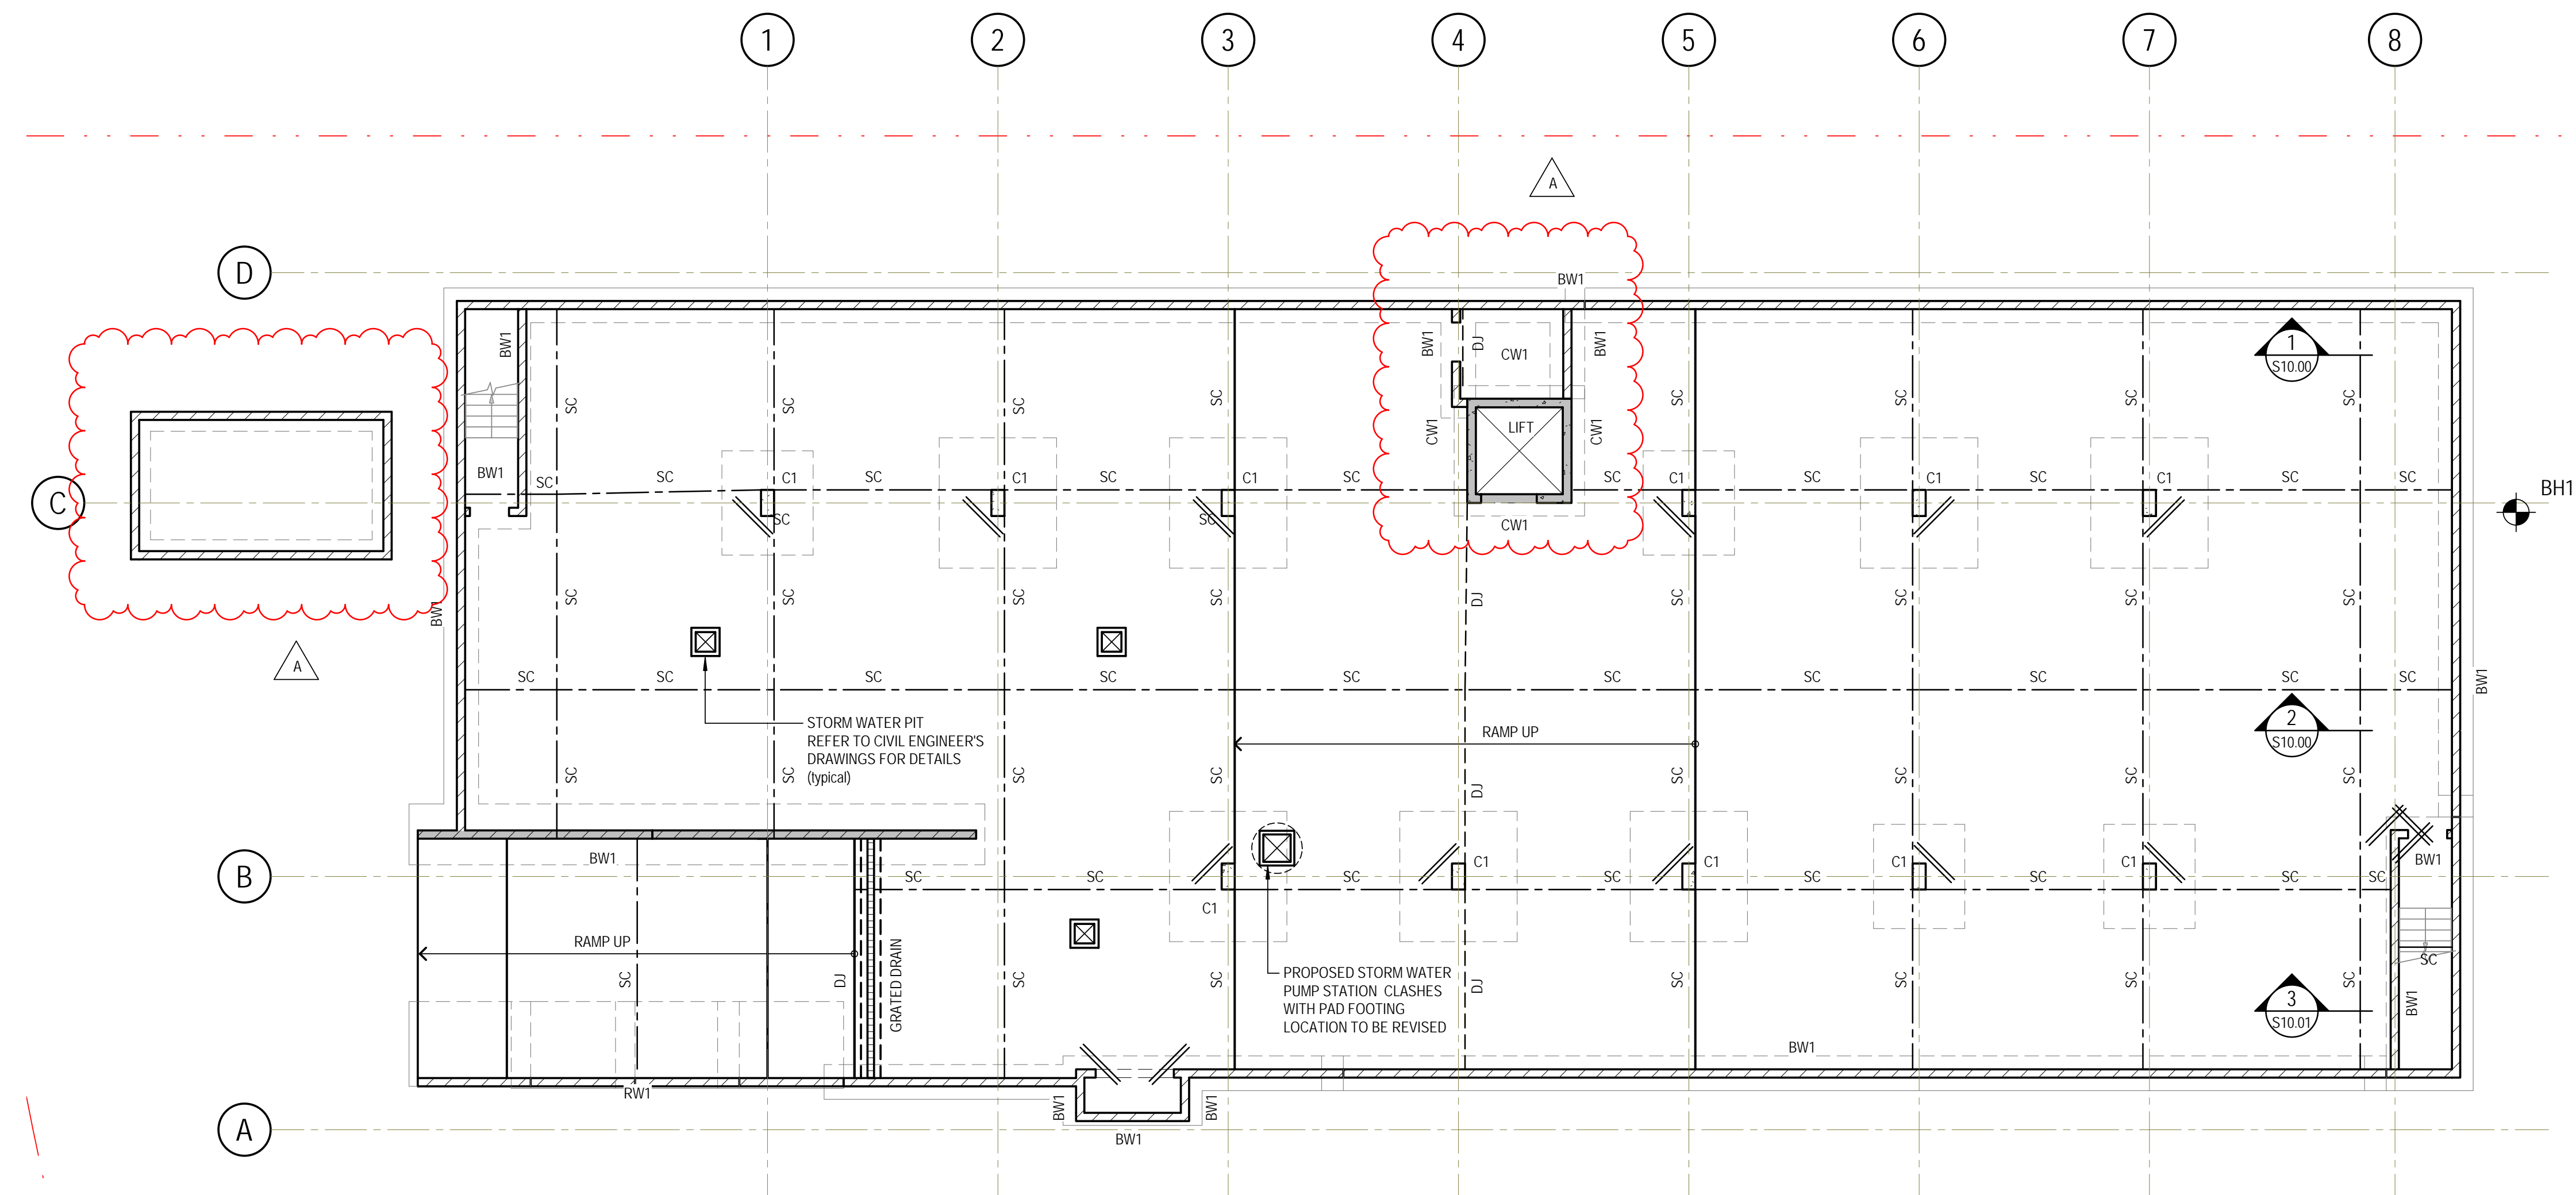 1 2 3 4 5 6 7 8
A
D
BW1
BW1 BW1 DJ CW1 BW1
1
S10.00
SC SC SC SC SC SC SC SC
LIFT
CW1 CW1
C
BW1 SC SC C1 SC C1 SC C1 SC SC C1 SC C1 SC C1 SC SC
BH1
SC SC
CW1
BW1
SC SC SC SC DJ SC SC SC SC
A
SC SC SC SC SC SC SC SC SC SC
BW1
2
S10.00
STORM WATER PIT
REFER TO CIVIL ENGINEER'S
DRAWINGS FOR DETAILS
(typical)
RAMP UP
SC SC SC SC DJ SC SC SC SC
B
BW1
SC SC SC C1 SC C1 SC C1 SC C1 SC SC
BW1
C1
RAMP UP
SC DJ
GRATED DRAIN
SC SC DJ SC SC SC SC
PROPOSED STORM WATER
PUMP STATION CLASHES
WITH PAD FOOTING
LOCATION TO BE REVISED
SC
BW1
3
S10.01
BW1
RW1
BW1 BW1
BW1
A